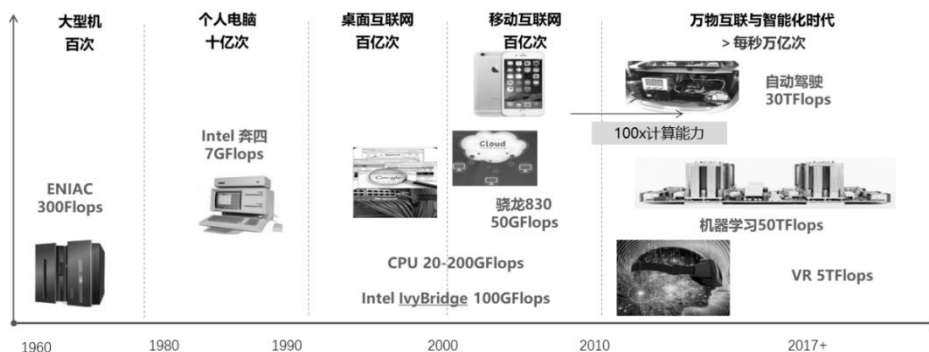 大型机
百次
个人电脑
十亿次
桌面互联网
百亿次
移动互联网
百亿次
万物互联与智能化时代
＞每秒万亿次
ENIAC
300Flops
Intel 奔四
7GFlops
Google
Cloud
骁龙830
50GFlops
CPU 20-200GFlops
Intel IvyBridge 100GFlops
100x计算能力
自动驾驶
30TFlops
机器学习50TFlops
VR 5TFlops
1960
1980
1990
2000
2010
2017+